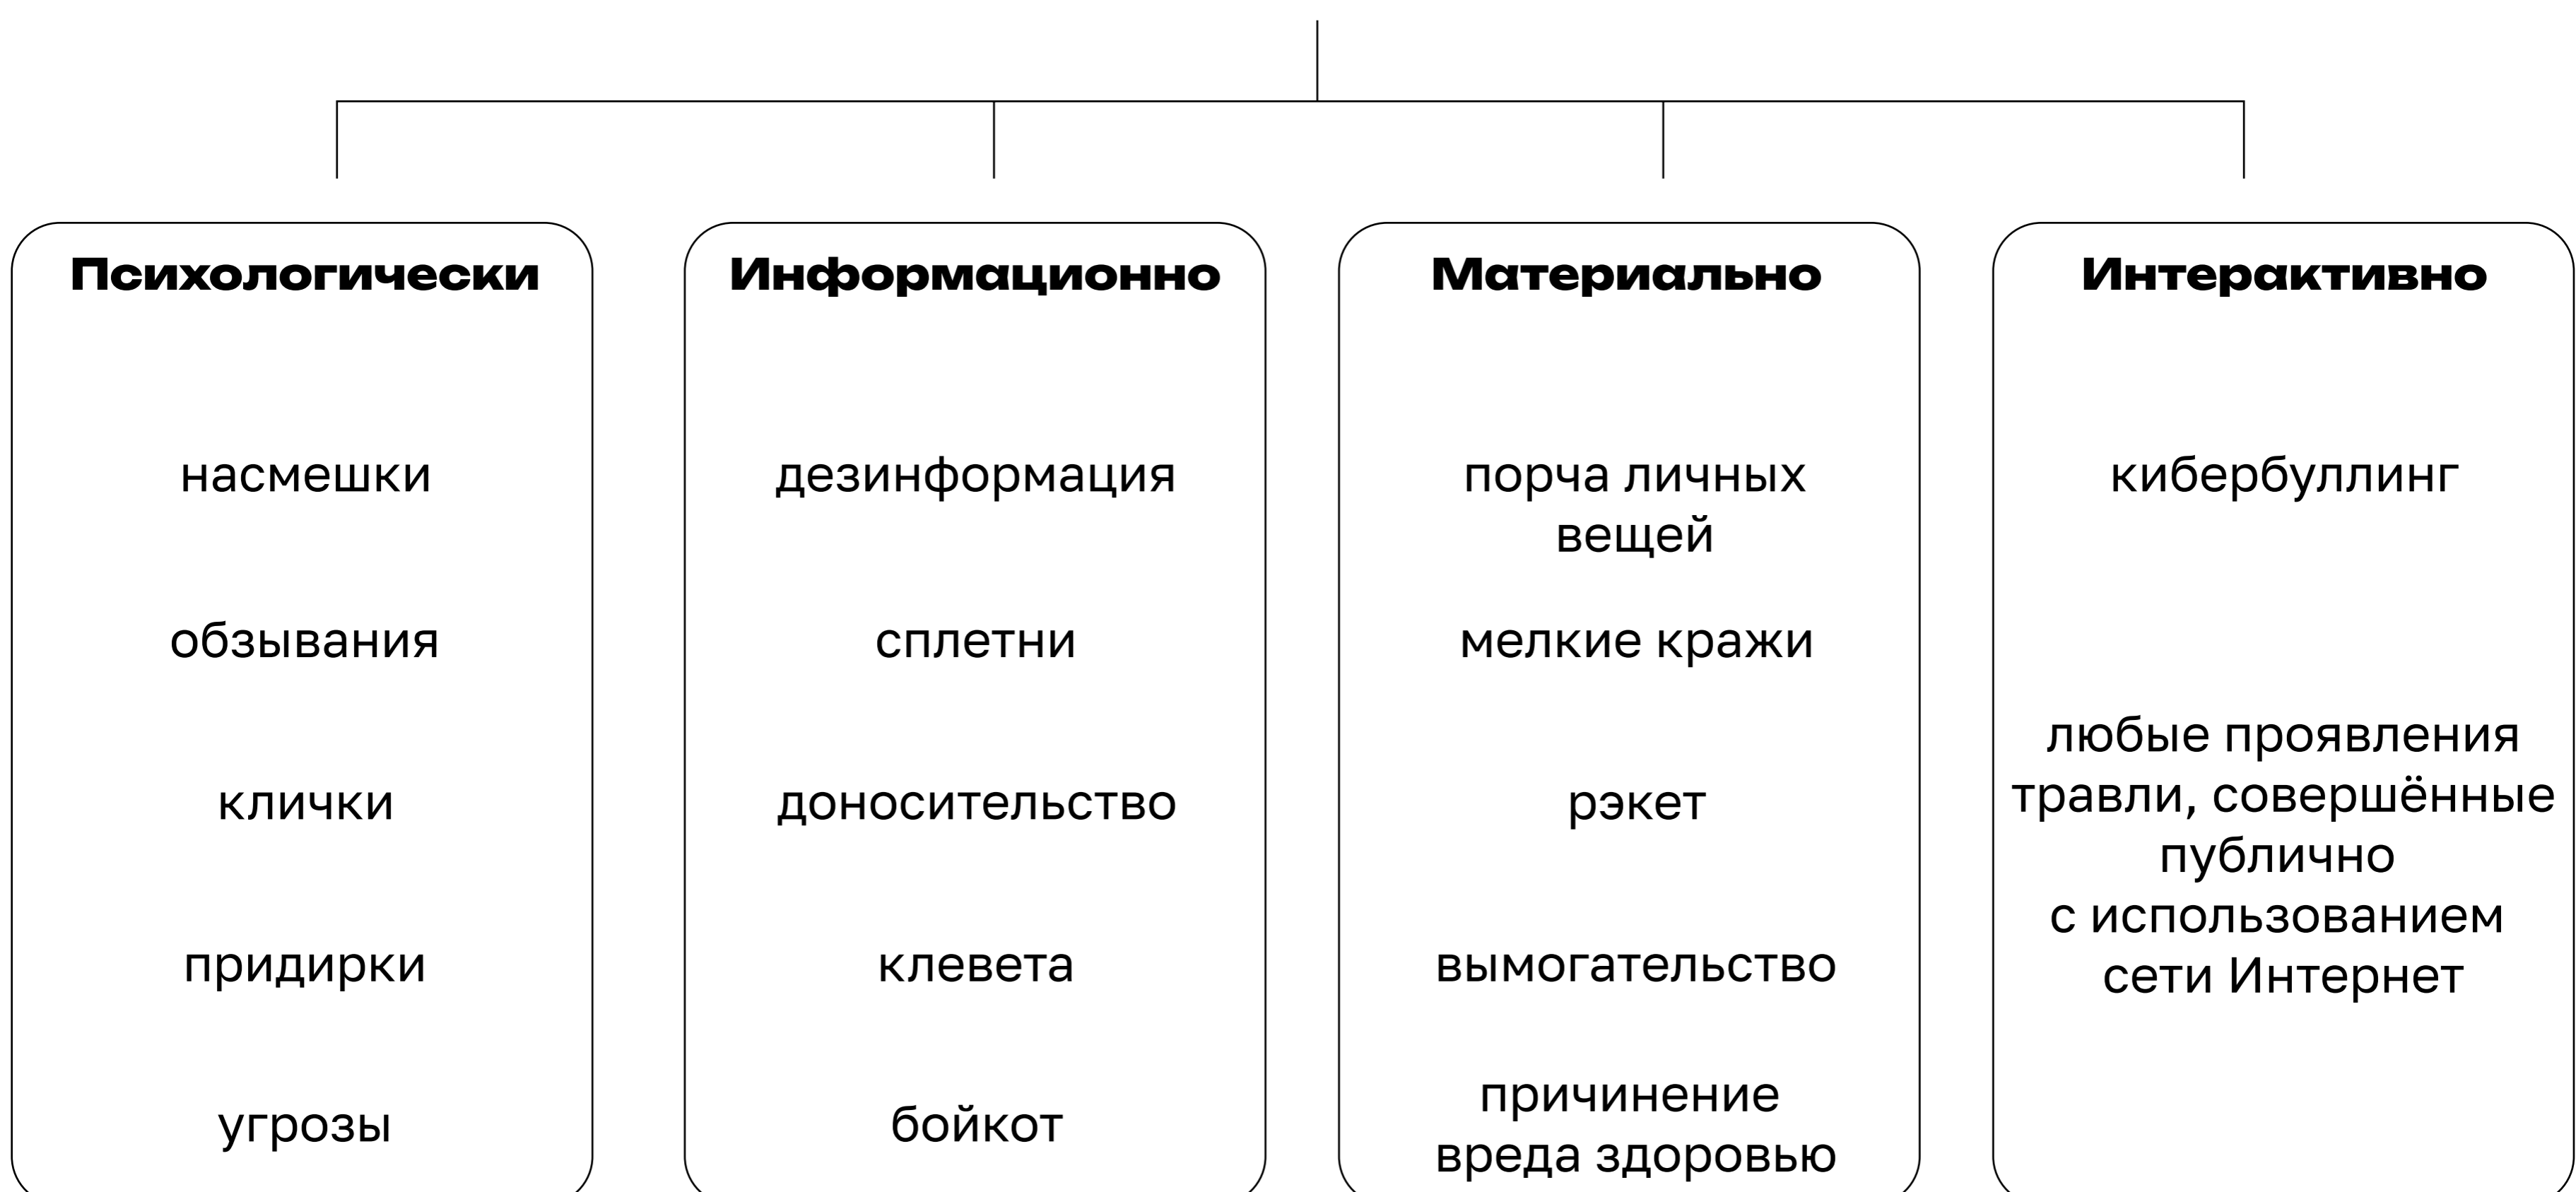 Психологически
насмешки
обзывания
клички
придирки
угрозы
Информационно
дезинформация
сплетни
доносительство
клевета
бойкот
Материально
порча личных
вещей
мелкие кражи
рэкет
вымогательство
причинение
вреда здоровью
Интерактивно
кибербуллинг
любые проявления
травли, совершённые
публично
с использованием
сети Интернет